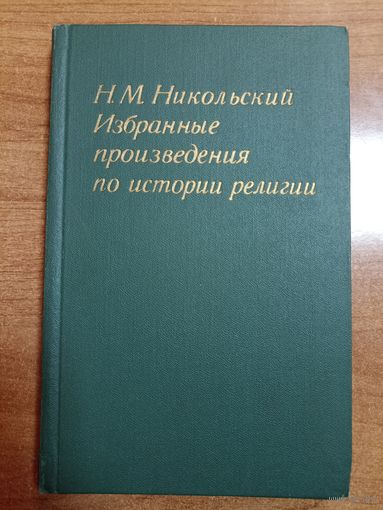 Н. М. Никольский
Избранные
произведения
по истории религии